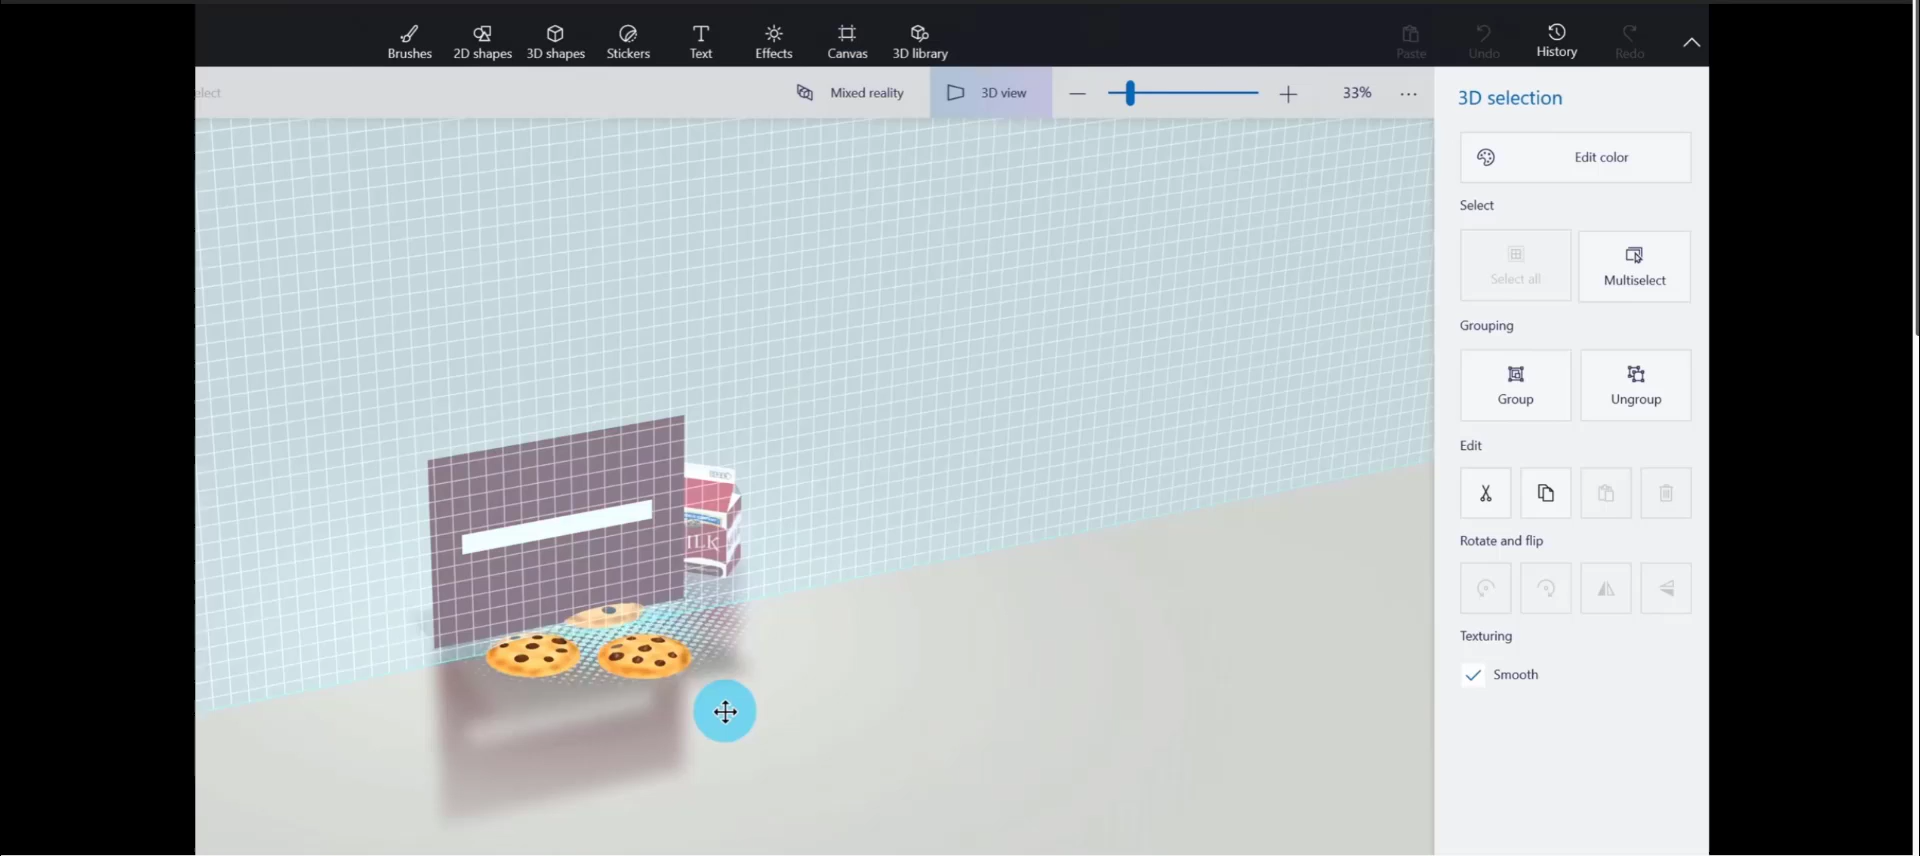 Brushes 2D shapes 3D shapes Stickers Text Effects Canvas 3D library Paste Undo History Redo
elect Mixed reality 3D view 33%
3D selection
Edit color
Select
Select all Multiselect
Grouping
Group Ungroup
Edit
Rotate and flip
Texturing
Smooth
ILK